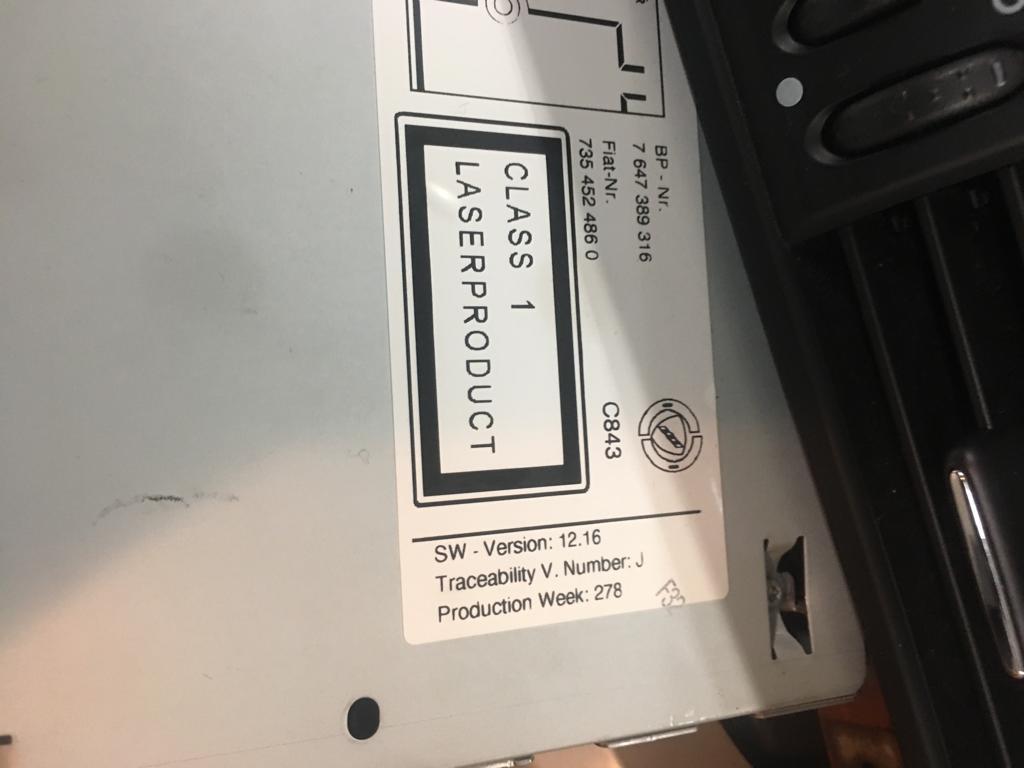 BP - Nr.
7 647 389 316
Fiat-Nr.
735 452 486 0
C843
CLASS 1
LASERPRODUCT
SW - Version: 12.16
Traceability V. Number: J
Production Week: 278